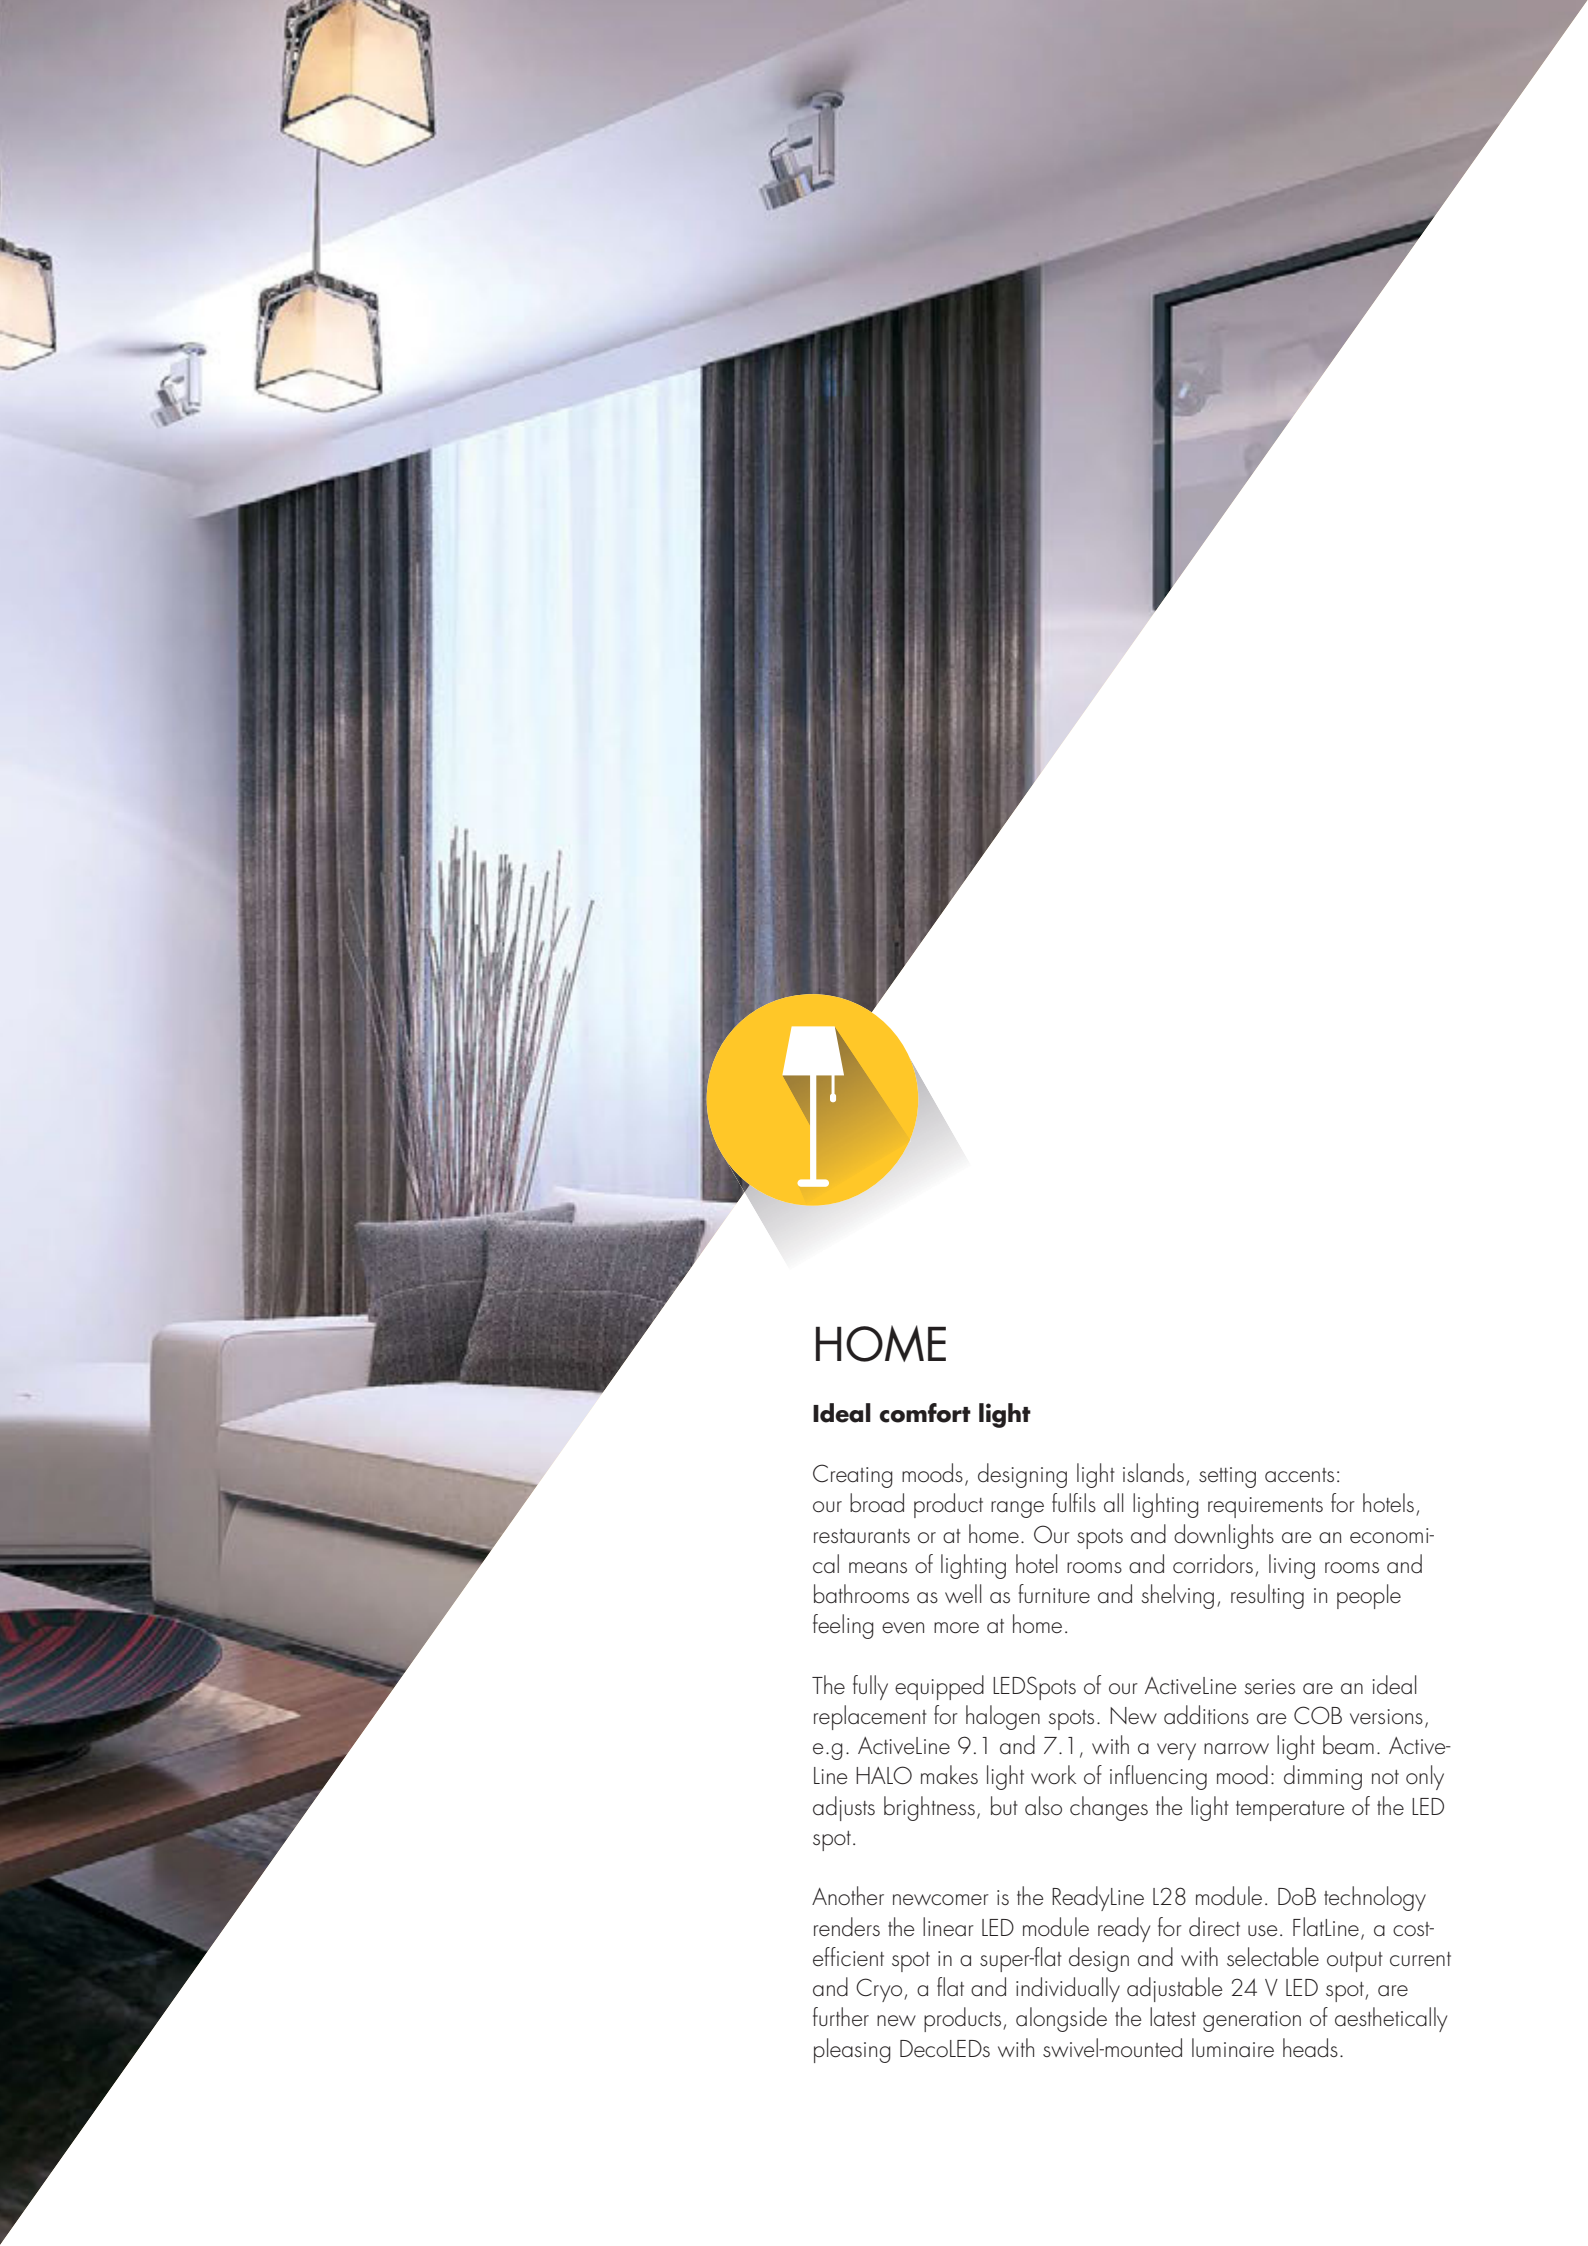 HOME
Ideal comfort light
Creating moods, designing light islands, setting accents:
our broad product range fulfils all lighting requirements for hotels,
restaurants or at home. Our spots and downlights are an economi-
cal means of lighting hotel rooms and corridors, living rooms and
bathrooms as well as furniture and shelving, resulting in people
feeling even more at home.
The fully equipped LEDSpots of our ActiveLine series are an ideal
replacement for halogen spots. New additions are COB versions,
e.g. ActiveLine 9.1 and 7.1, with a very narrow light beam. Active-
Line HALO makes light work of influencing mood: dimming not only
adjusts brightness, but also changes the light temperature of the LED
spot.
Another newcomer is the ReadyLine L28 module. DoB technology
renders the linear LED module ready for direct use. FlatLine, a cost-
efficient spot in a super-flat design and with selectable output current
and Cryo, a flat and individually adjustable 24 V LED spot, are
further new products, alongside the latest generation of aesthetically
pleasing DecoLEDs with swivel-mounted luminaire heads.